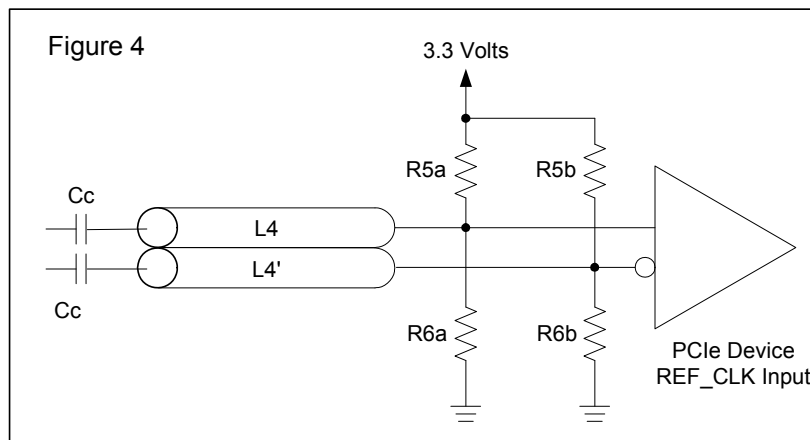 Figure 4
3.3 Volts
R5a
R5b
Cc
L4
L4'
Cc
R6a
R6b
PCIe Device
REF_CLK Input